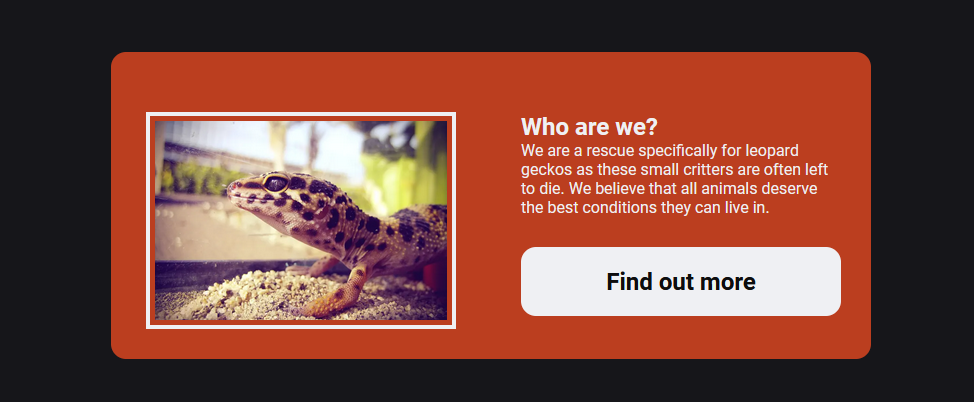 Who are we?
We are a rescue specifically for leopard
geckos as these small critters are often left
to die. We believe that all animals deserve
the best conditions they can live in.
Find out more